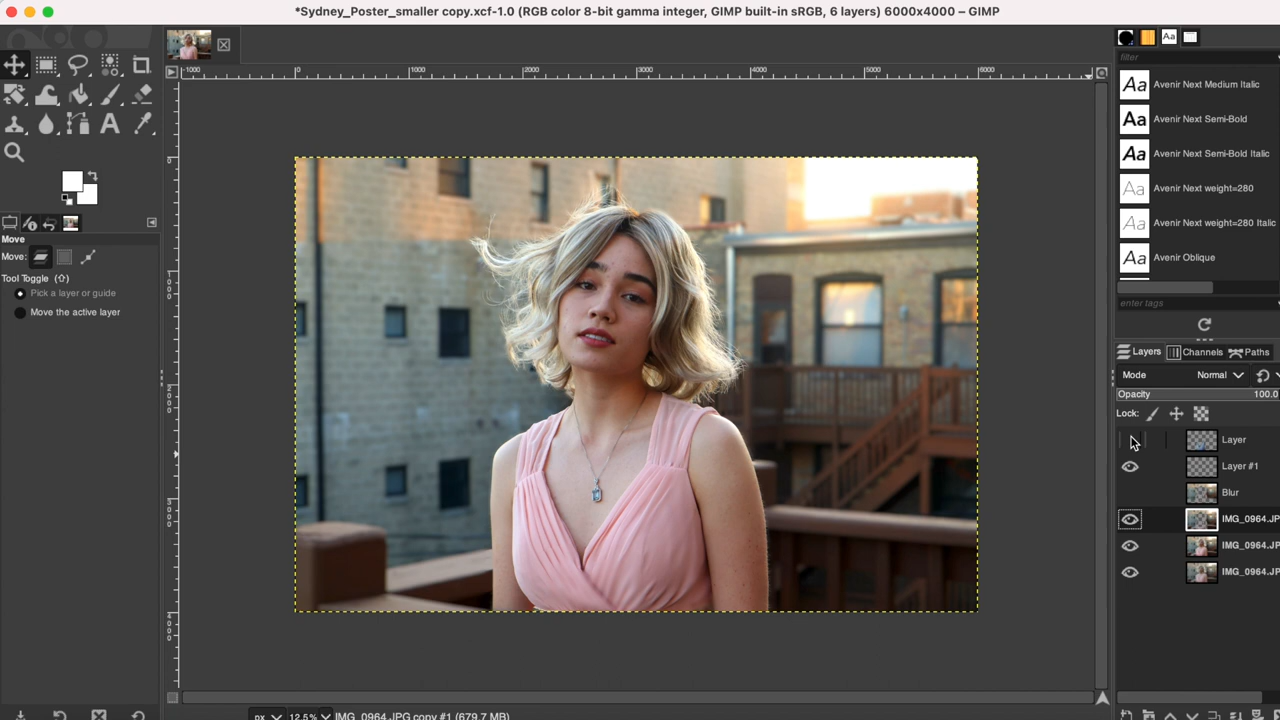 *Sydney_Poster_smaller copy.xcf-1.0 (RGB color 8-bit gamma integer, GIMP built-in sRGB, 6 layers) 6000x4000 – GIMP
-1000 0 1000 2000 3000 4000 5000 6000
filter
Aa Avenir Next Medium Italic
Aa Avenir Next Semi-Bold
Aa Avenir Next Semi-Bold Italic
Aa Avenir Next weight=280
Aa Avenir Next weight=280 Italic
Aa Avenir Oblique
enter tags
Move
Move:
Tool Toggle (⇧)
Pick a layer or guide
Move the active layer
Layers Channels Paths
Mode Normal
Opacity 100.0
Lock:
Layer
Layer #1
Blur
IMG_0964.JP
IMG_0964.JP
IMG_0964.JP
px 12.5% IMG_0964.JPG copy #1 (679.7 MB)